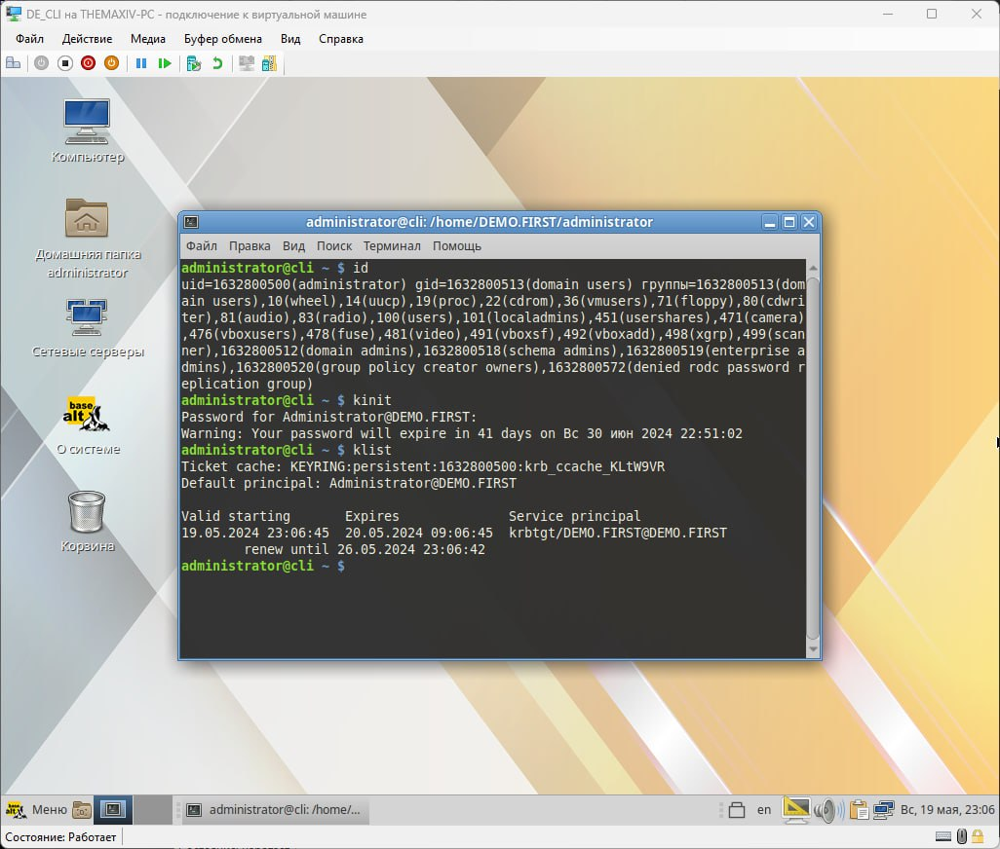 DE_CLI на THEMAXIV-PC - подключение к виртуальной машине
Файл Действие Медиа Буфер обмена Вид Справка
Компьютер
Домашняя папка
administrator
Сетевые серверы
base
alt
О системе
Корзина
administrator@cli: /home/DEMO.FIRST/administrator
Файл Правка Вид Поиск Терминал Помощь
administrator@cli ~ $ id
uid=1632800500(administrator) gid=1632800513(domain users) группы=1632800513(dom
ain users),10(wheel),14(uucp),19(proc),22(cdrom),36(vmusers),71(floppy),80(cdwri
ter),81(audio),83(radio),100(users),101(localadmins),451(usershares),471(camera)
,476(vboxusers),478(fuse),481(video),491(vboxsf),492(vboxadd),498(xgrp),499(scan
ner),1632800512(domain admins),1632800518(schema admins),1632800519(enterprise a
dmins),1632800520(group policy creator owners),1632800572(denied rodc password r
eplication group)
administrator@cli ~ $ kinit
Password for Administrator@DEMO.FIRST:
Warning: Your password will expire in 41 days on Вс 30 июн 2024 22:51:02
administrator@cli ~ $ klist
Ticket cache: KEYRING:persistent:1632800500:krb_ccache_KLtW9VR
Default principal: Administrator@DEMO.FIRST
Valid starting Expires Service principal
19.05.2024 23:06:45 20.05.2024 09:06:45 krbtgt/DEMO.FIRST@DEMO.FIRST
renew until 26.05.2024 23:06:42
administrator@cli ~ $
Меню administrator@cli: /home/... en Вс, 19 мая, 23:06
Состояние: Работает